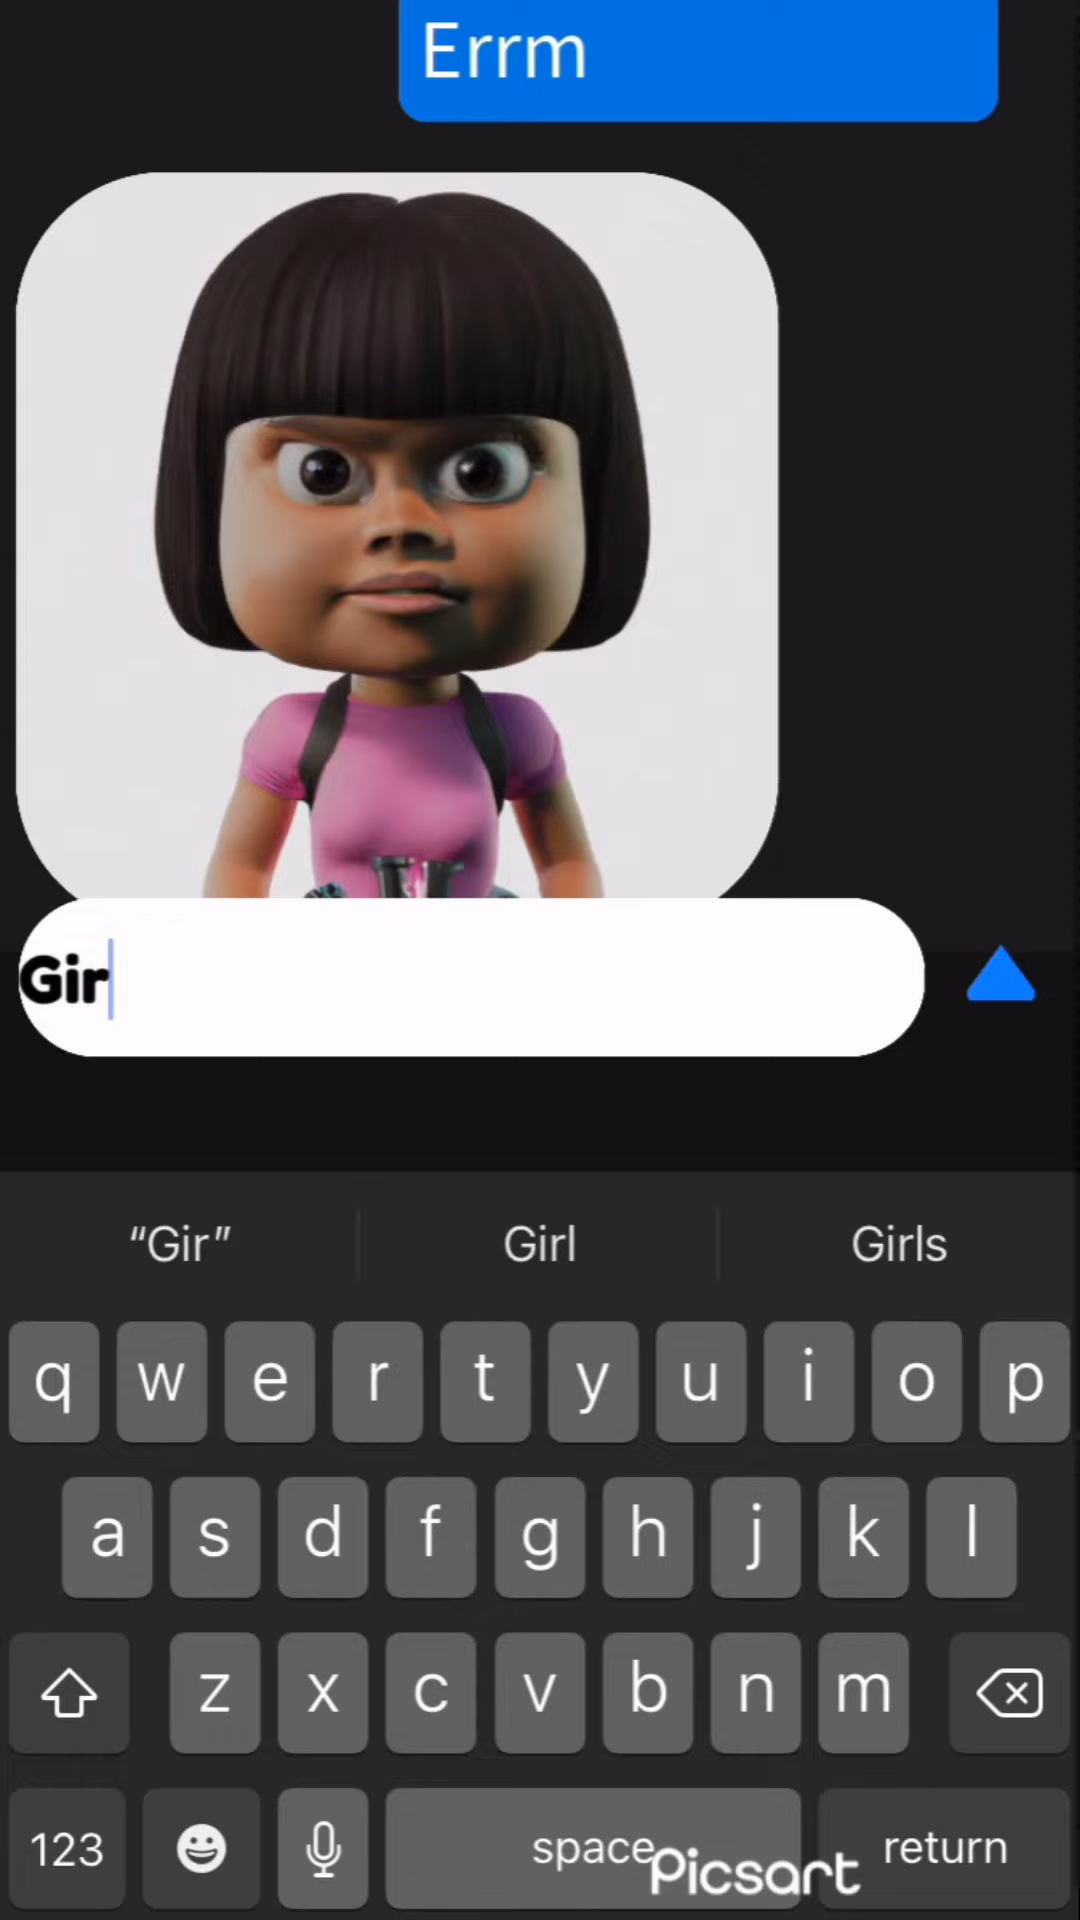 Errm
Gir
“Gir” Girl Girls
q w e r t y u i o p
a s d f g h j k l
z x c v b n m
123 space return
Picsart